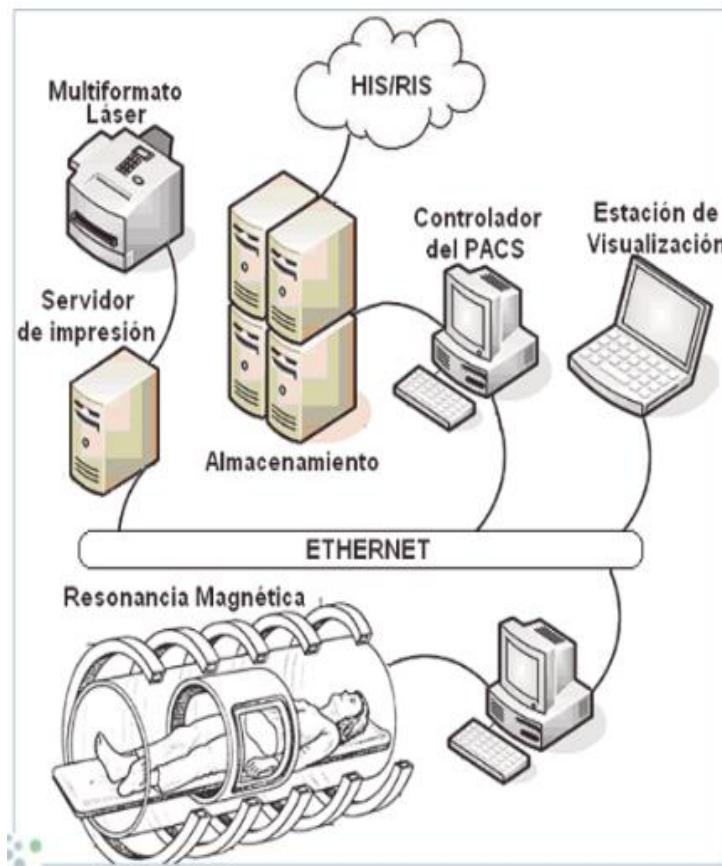 HIS/RIS
Multiformato
Láser
Controlador
del PACS
Estación de
Visualización
Servidor
de impresión
Almacenamiento
ETHERNET
Resonancia Magnética